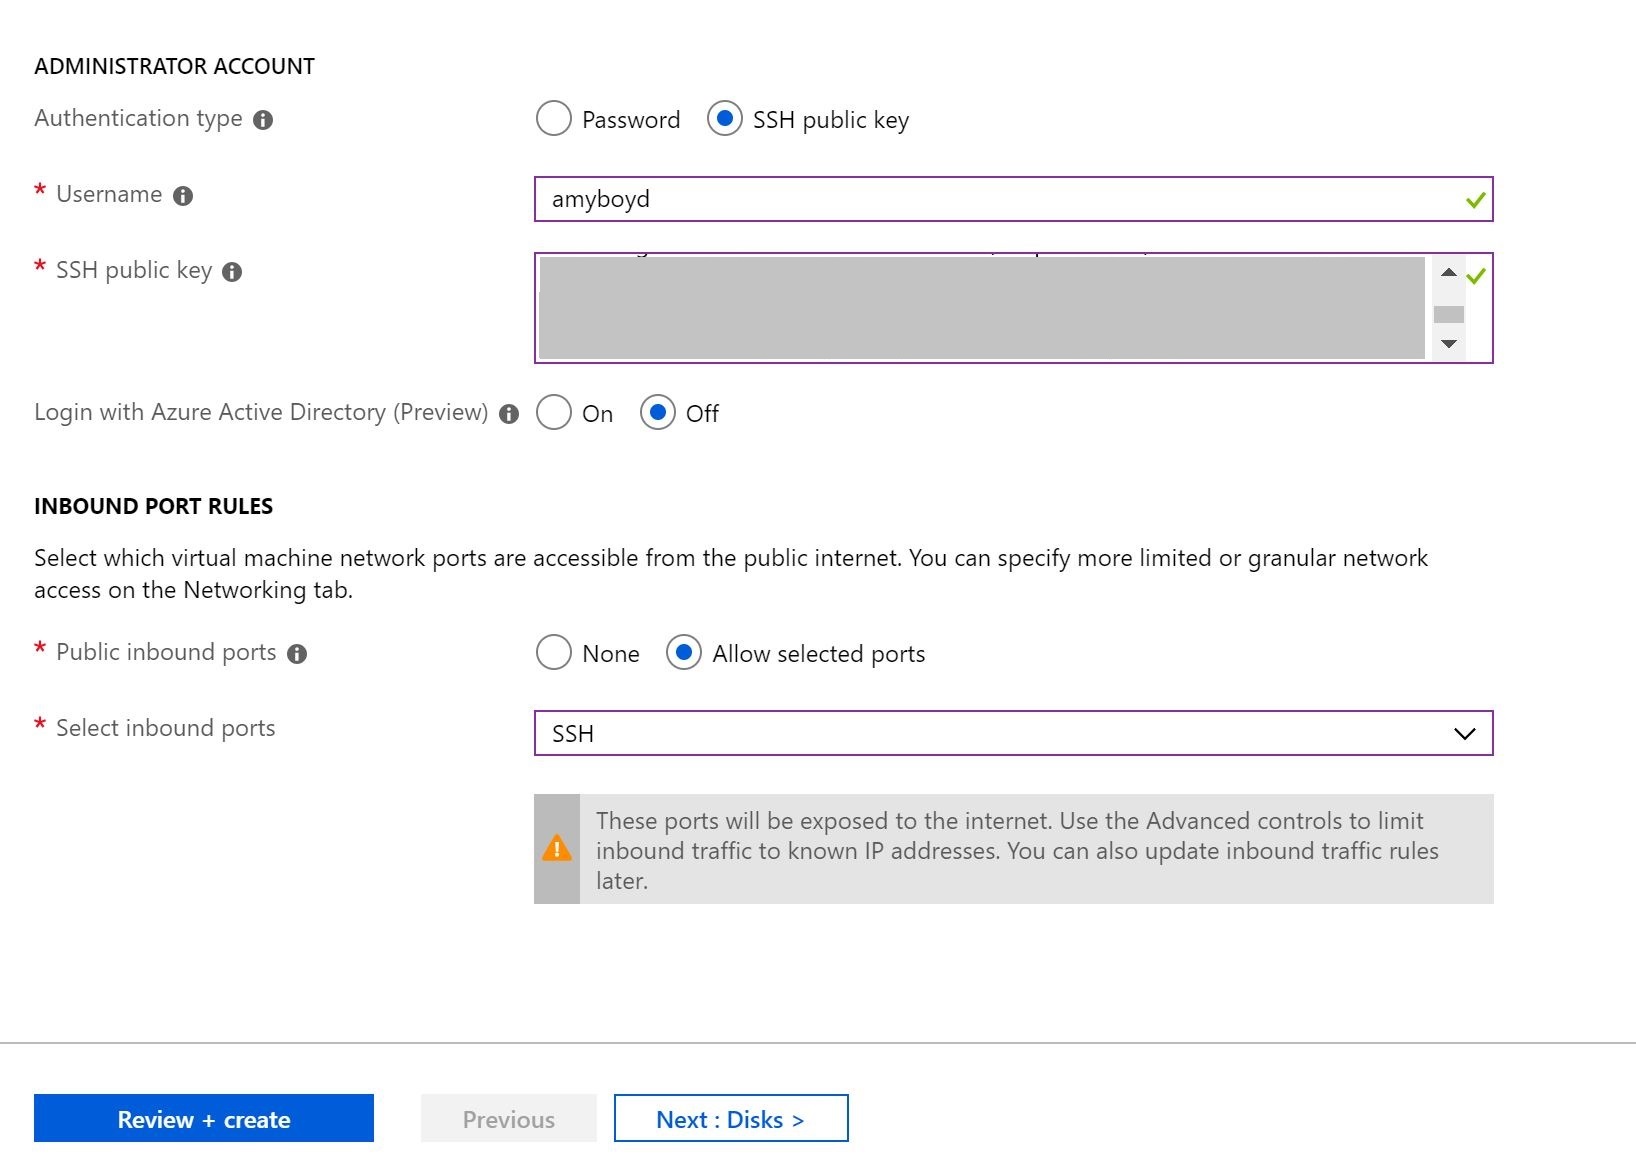 ADMINISTRATOR ACCOUNT
Authentication type
Password
SSH public key
* Username
amyboyd
* SSH public key
Login with Azure Active Directory (Preview)
On
Off
INBOUND PORT RULES
Select which virtual machine network ports are accessible from the public internet. You can specify more limited or granular network
access on the Networking tab.
* Public inbound ports
None
Allow selected ports
* Select inbound ports
SSH
These ports will be exposed to the internet. Use the Advanced controls to limit
inbound traffic to known IP addresses. You can also update inbound traffic rules
later.
Review + create
Previous
Next : Disks >